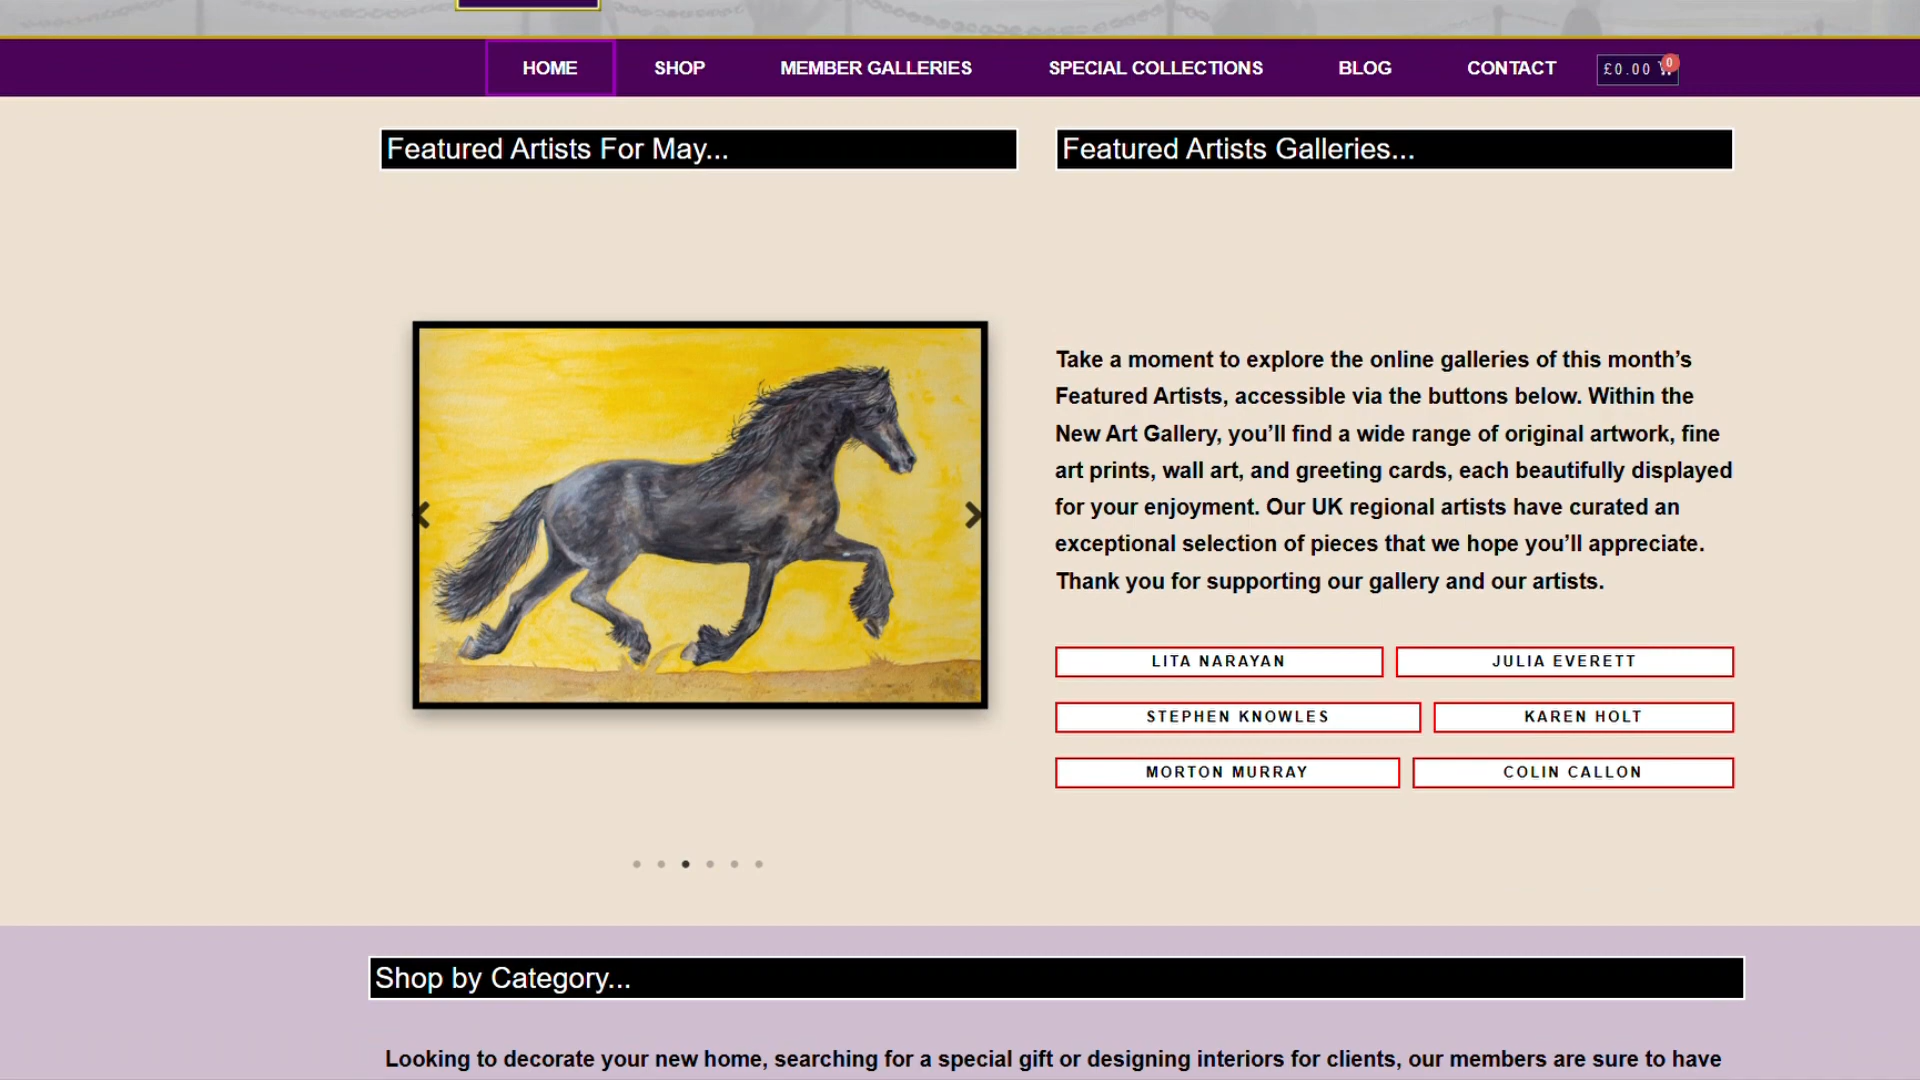 HOME SHOP MEMBER GALLERIES SPECIAL COLLECTIONS BLOG CONTACT £0.00 0
Featured Artists For May...
Featured Artists Galleries...
Take a moment to explore the online galleries of this month’s
Featured Artists, accessible via the buttons below. Within the
New Art Gallery, you’ll find a wide range of original artwork, fine
art prints, wall art, and greeting cards, each beautifully displayed
for your enjoyment. Our UK regional artists have curated an
exceptional selection of pieces that we hope you’ll appreciate.
Thank you for supporting our gallery and our artists.
LITA NARAYAN JULIA EVERETT
STEPHEN KNOWLES KAREN HOLT
MORTON MURRAY COLIN CALLON
Shop by Category...
Looking to decorate your new home, searching for a special gift or designing interiors for clients, our members are sure to have